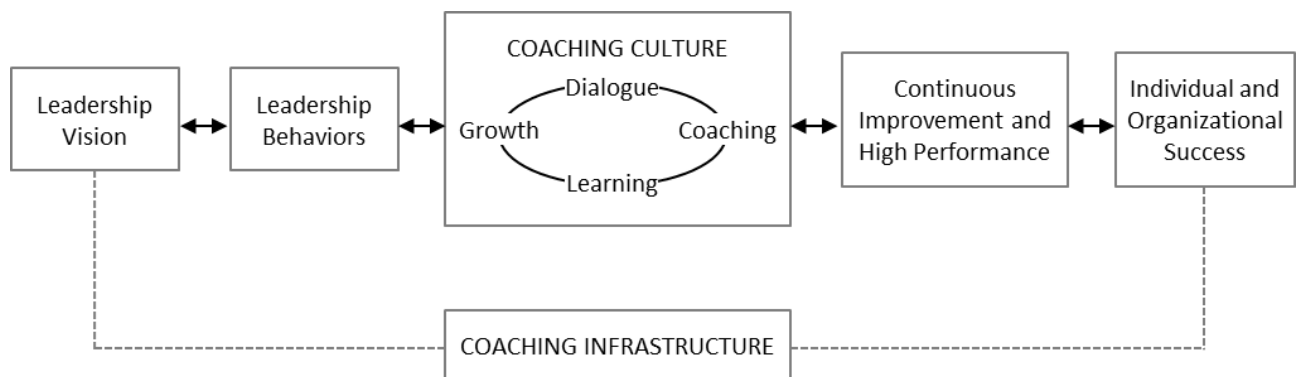 Leadership
Vision
Leadership
Behaviors
COACHING CULTURE
Dialogue
Growth
Coaching
Learning
Continuous
Improvement and
High Performance
Individual and
Organizational
Success
COACHING INFRASTRUCTURE